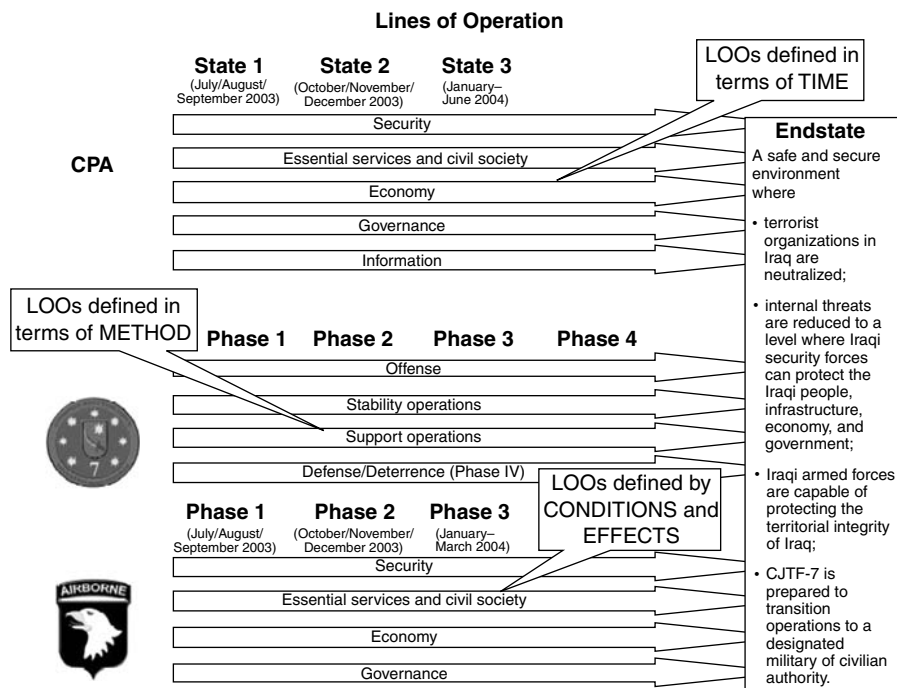 Lines of Operation
State 1
(July/August/
September 2003)
State 2
(October/November/
December 2003)
State 3
(January–
June 2004)
LOOs defined in
terms of TIME
CPA
Security
Essential services and civil society
Economy
Governance
Information
LOOs defined in
terms of METHOD
Phase 1
Phase 2
Phase 3
Phase 4
Offense
Stability operations
Support operations
Defense/Deterrence (Phase IV)
7
LOOs defined by
CONDITIONS and
EFFECTS
Phase 1
(July/August/
September 2003)
Phase 2
(October/November/
December 2003)
Phase 3
(January–
March 2004)
Security
Essential services and civil society
Economy
Governance
AIRBORNE
Endstate
A safe and secure
environment
where
• terrorist
organizations in
Iraq are
neutralized;
• internal threats
are reduced to a
level where Iraqi
security forces
can protect the
Iraqi people,
infrastructure,
economy, and
government;
• Iraqi armed forces
are capable of
protecting the
territorial integrity
of Iraq;
• CJTF-7 is
prepared to
transition
operations to a
designated
military of civilian
authority.